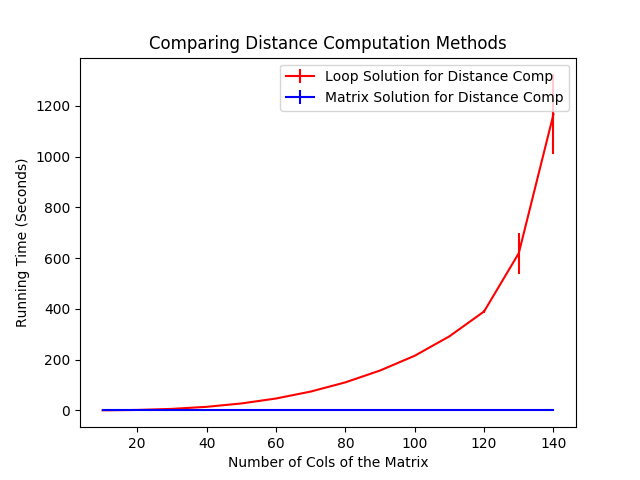 Comparing Distance Computation Methods
Loop Solution for Distance Comp
Matrix Solution for Distance Comp
Running Time (Seconds)
1200
1000
800
600
400
200
0
20 40 60 80 100 120 140
Number of Cols of the Matrix